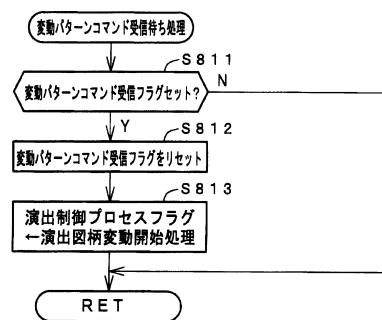 変動パターンコマンド受信待ち処理
S811
変動パターンコマンド受信フラグセット?
N
Y
S812
変動パターンコマンド受信フラグをリセット
S813
演出制御プロセスフラグ
←演出図柄変動開始処理
RET